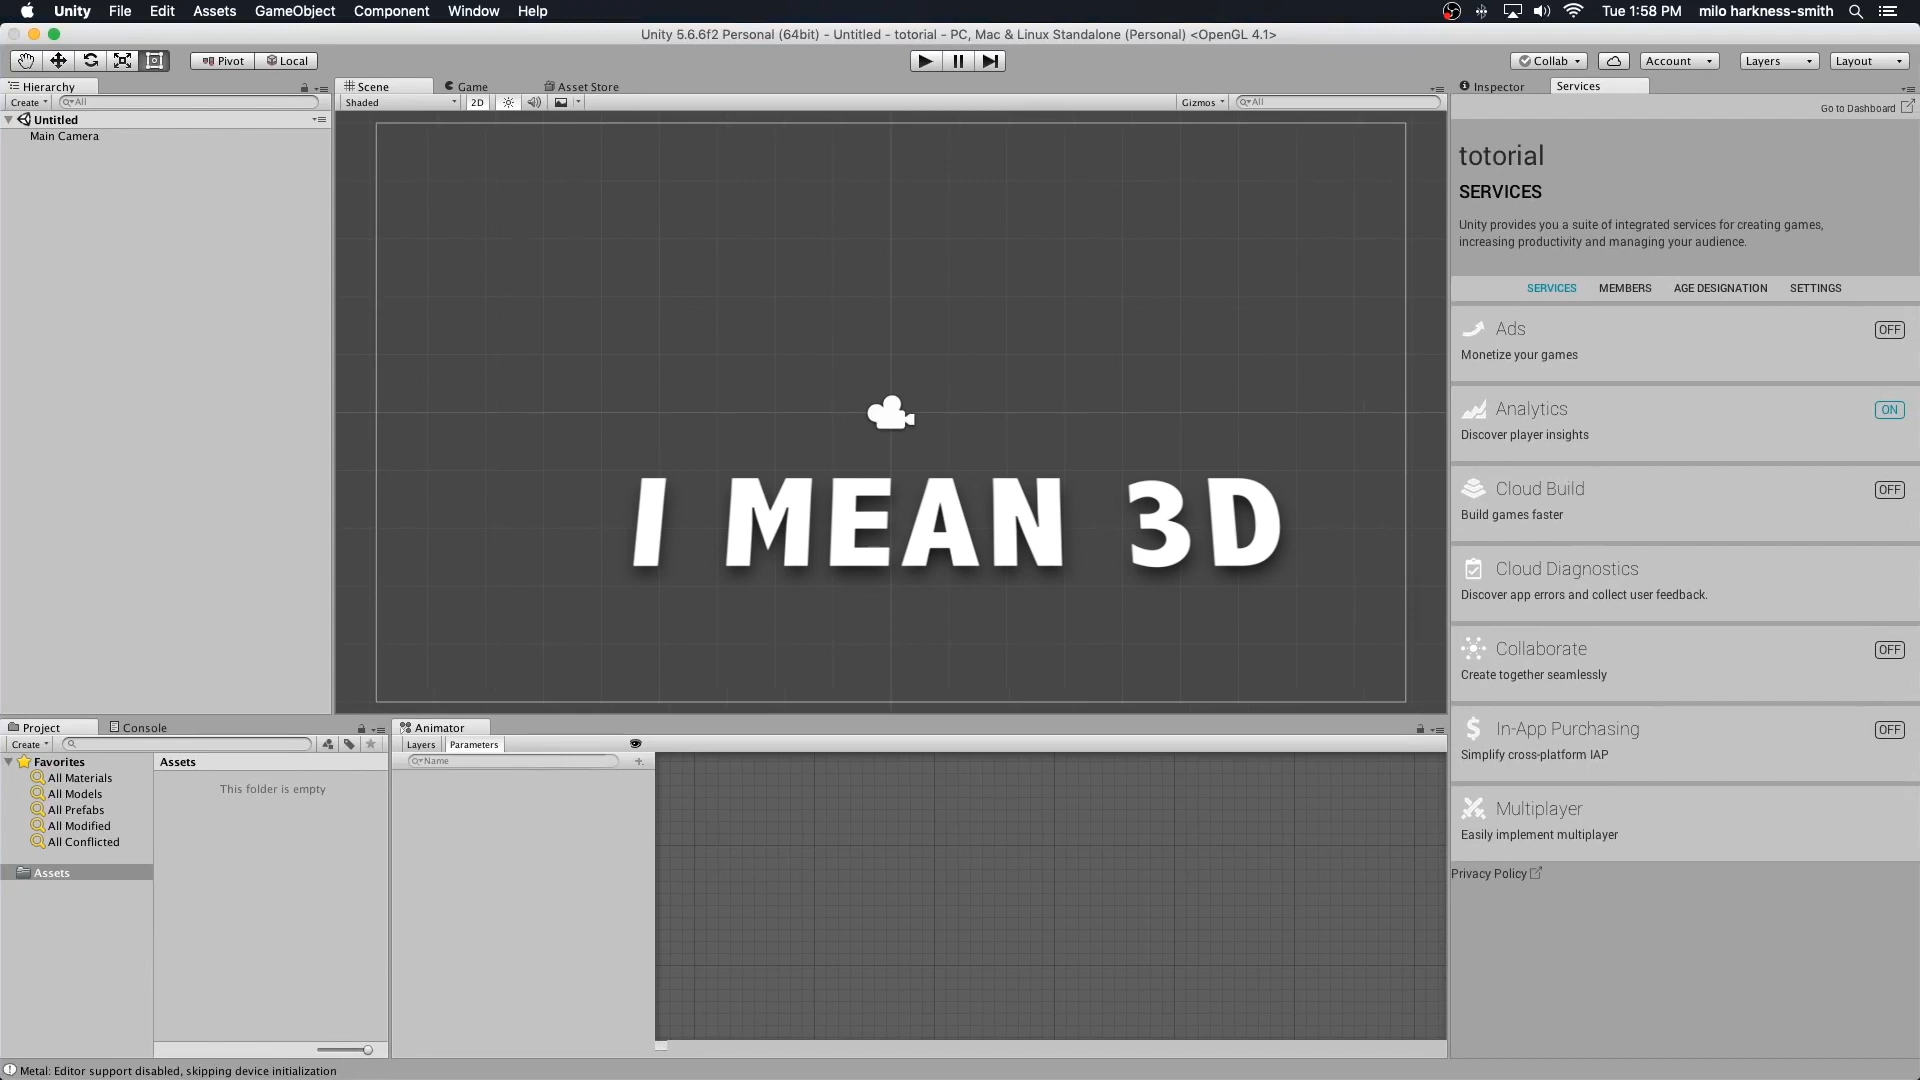 Unity File Edit Assets GameObject Component Window Help
Tue 1:58 PM milo harkness-smith
Unity 5.6.6f2 Personal (64bit) - Untitled - totorial - PC, Mac & Linux Standalone (Personal) <OpenGL 4.1>
Pivot Local
Collab Account Layers Layout
Hierarchy
Create All
Untitled
Main Camera
Scene Game Asset Store
Shaded 2D Gizmos All
I MEAN 3D
Inspector Services
Go to Dashboard
totorial
SERVICES
Unity provides you a suite of integrated services for creating games,
increasing productivity and managing your audience.
SERVICES MEMBERS AGE DESIGNATION SETTINGS
Ads OFF
Monetize your games
Analytics ON
Discover player insights
Cloud Build OFF
Build games faster
Cloud Diagnostics
Discover app errors and collect user feedback.
Collaborate OFF
Create together seamlessly
In-App Purchasing OFF
Simplify cross-platform IAP
Multiplayer
Easily implement multiplayer
Privacy Policy
Project Console
Create
Favorites
All Materials
All Models
All Prefabs
All Modified
All Conflicted
Assets
Assets
This folder is empty
Animator
Layers Parameters
Name
Metal: Editor support disabled, skipping device initialization